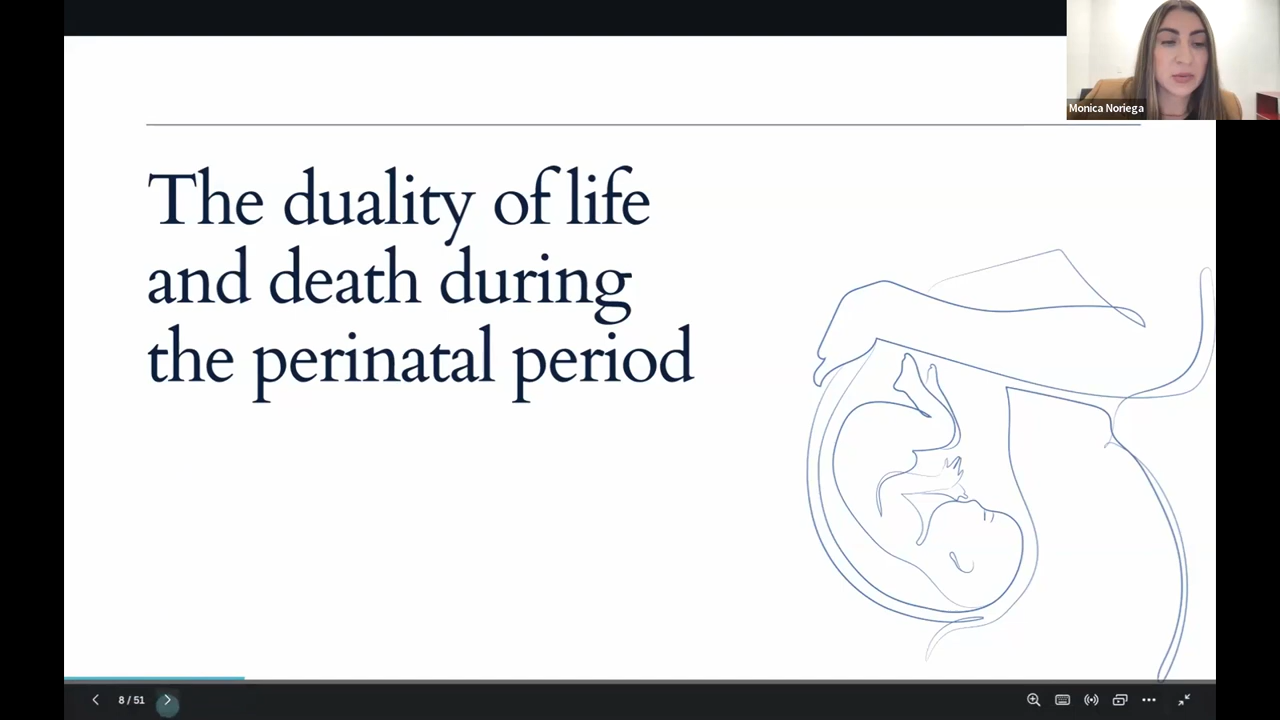 Monica Noriega
The duality of life
and death during
the perinatal period
8 / 51